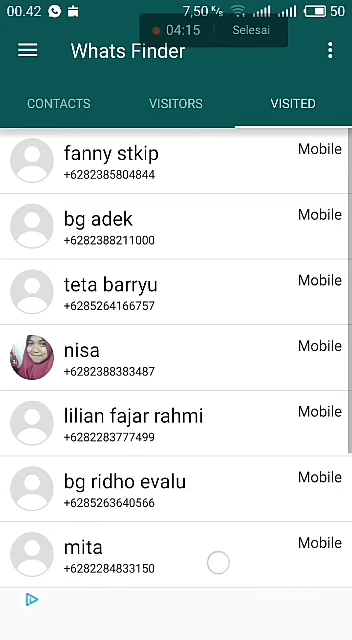 00.42 7,50 K/s 50
04:15 Selesai
Whats Finder
CONTACTS VISITORS VISITED
fanny stkip Mobile
+6282385804844
bg adek Mobile
+6282388211000
teta barryu Mobile
+6285264166757
nisa Mobile
+6282388383487
lilian fajar rahmi Mobile
+6282283777499
bg ridho evalu Mobile
+6285263640566
mita Mobile
+6282284833150